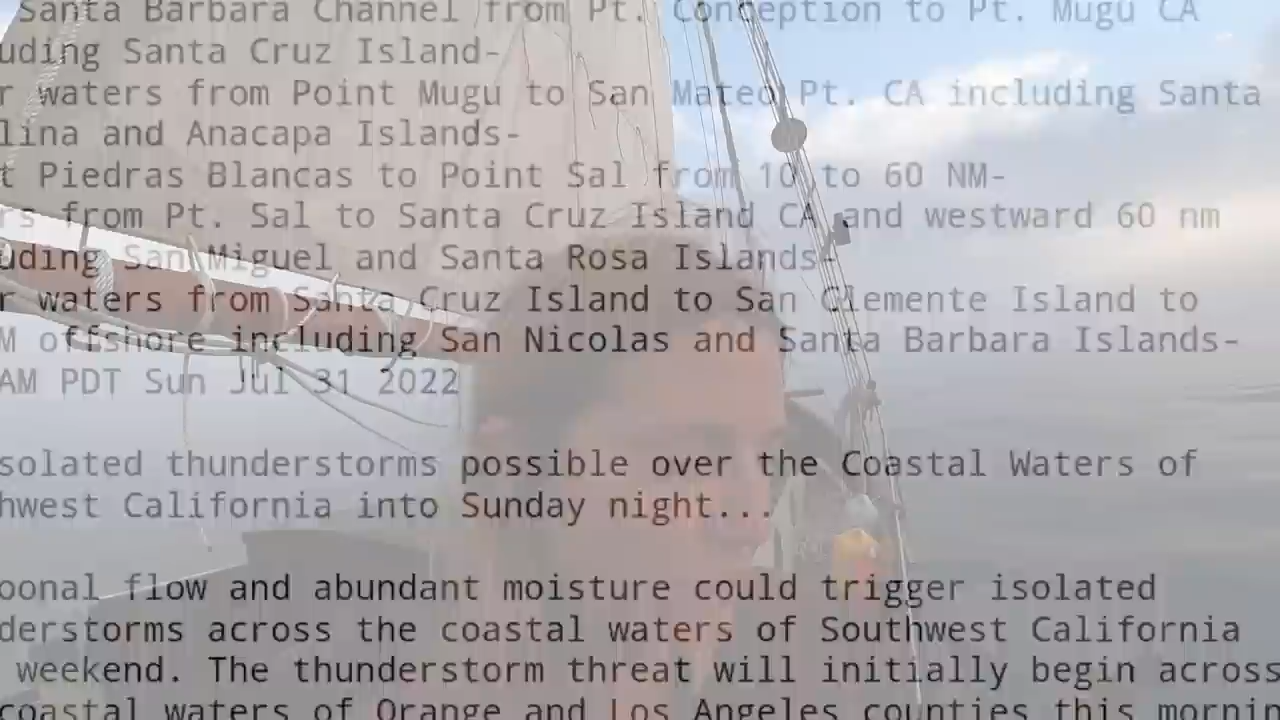 Santa Barbara Channel from Pt. Conception to Pt. Mugu CA
uding Santa Cruz Island-
r waters from Point Mugu to San Mateo Pt. CA including Santa
lina and Anacapa Islands-
t Piedras Blancas to Point Sal from 10 to 60 NM-
rs from Pt. Sal to Santa Cruz Island CA and westward 60 nm
uding San Miguel and Santa Rosa Islands-
r waters from Santa Cruz Island to San Clemente Island to
M offshore including San Nicolas and Santa Barbara Islands-
AM PDT Sun Jul 31 2022
solated thunderstorms possible over the Coastal Waters of
hwest California into Sunday night...
oonal flow and abundant moisture could trigger isolated
derstorms across the coastal waters of Southwest California
weekend. The thunderstorm threat will initially begin across
coastal waters of Orange and Los Angeles counties this mornin